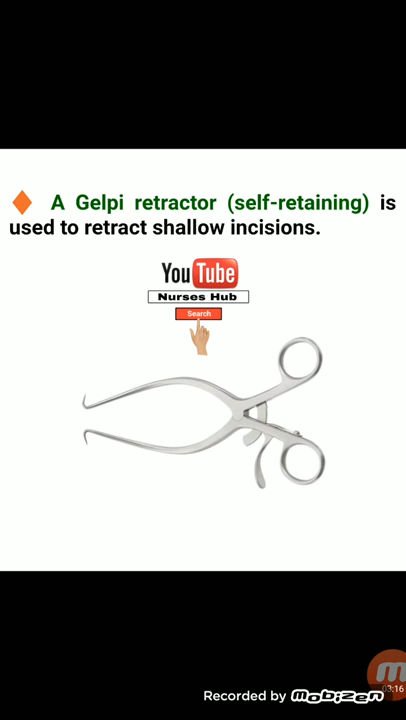 A Gelpi retractor (self-retaining) is
used to retract shallow incisions.
YouTube
Nurses Hub
Search
03:16
Recorded by Mobizen